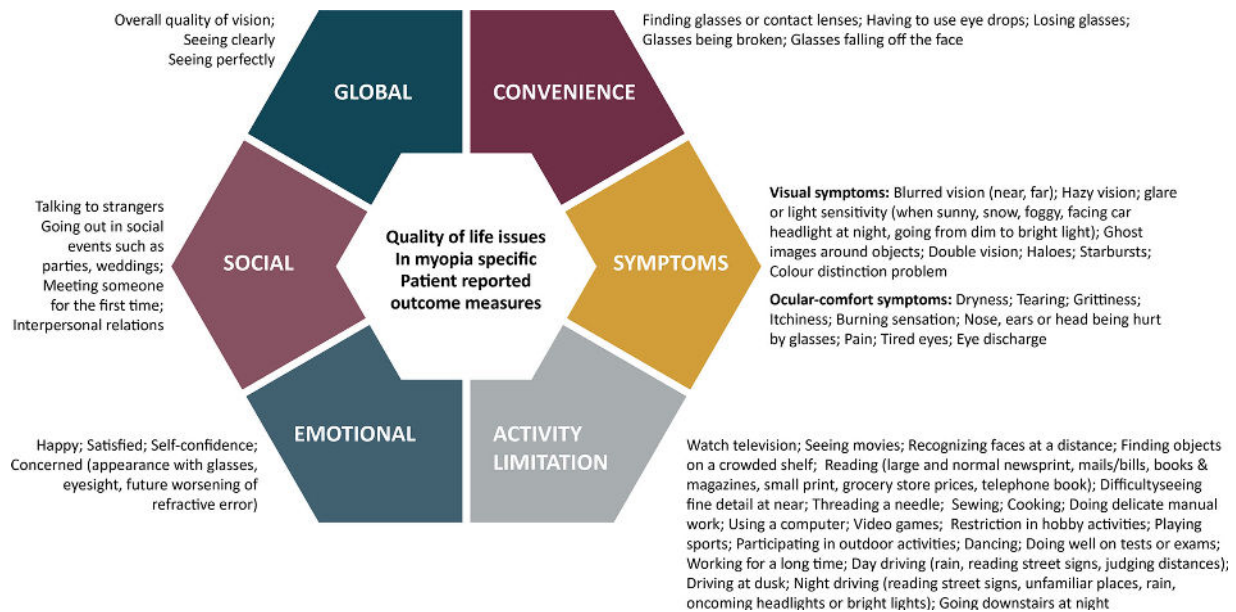 Overall quality of vision;
Seeing clearly
Seeing perfectly
GLOBAL
Finding glasses or contact lenses; Having to use eye drops; Losing glasses;
Glasses being broken; Glasses falling off the face
CONVENIENCE
Talking to strangers
Going out in social
events such as
parties, weddings;
Meeting someone
for the first time;
Interpersonal relations
SOCIAL
Quality of life issues
In myopia specific
Patient reported
outcome measures
SYMPTOMS
Visual symptoms: Blurred vision (near, far); Hazy vision; glare
or light sensitivity (when sunny, snow, foggy, facing car
headlight at night, going from dim to bright light); Ghost
images around objects; Double vision; Haloes; Starbursts;
Colour distinction problem
Ocular-comfort symptoms: Dryness; Tearing; Grittiness;
Itchiness; Burning sensation; Nose, ears or head being hurt
by glasses; Pain; Tired eyes; Eye discharge
EMOTIONAL
Happy; Satisfied; Self-confidence;
Concerned (appearance with glasses,
eyesight, future worsening of
refractive error)
ACTIVITY
LIMITATION
Watch television; Seeing movies; Recognizing faces at a distance; Finding objects
on a crowded shelf; Reading (large and normal newsprint, mails/bills, books &
magazines, small print, grocery store prices, telephone book); Difficultyseeing
fine detail at near; Threading a needle; Sewing; Cooking; Doing delicate manual
work; Using a computer; Video games; Restriction in hobby activities; Playing
sports; Participating in outdoor activities; Dancing; Doing well on tests or exams;
Working for a long time; Day driving (rain, reading street signs, judging distances);
Driving at dusk; Night driving (reading street signs, unfamiliar places, rain,
oncoming headlights or bright lights); Going downstairs at night